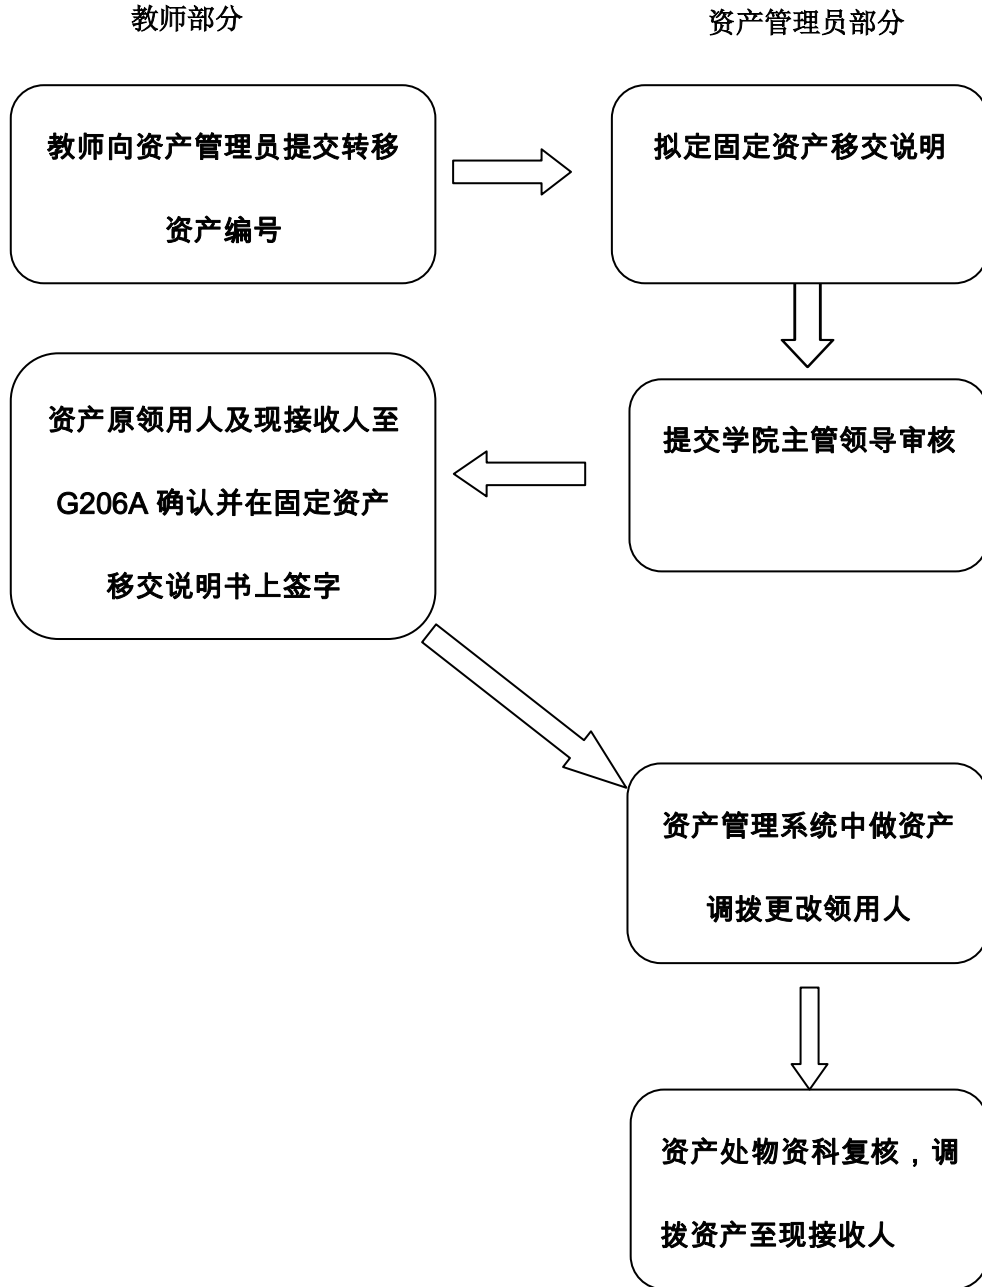 教师部分
资产管理员部分
教师向资产管理员提交转移
资产编号
拟定固定资产移交说明
提交学院主管领导审核
资产原领用人及现接收人至
G206A 确认并在固定资产
移交说明书上签字
资产管理系统中做资产
调拨更改领用人
资产处物资科复核，调
拨资产至现接收人